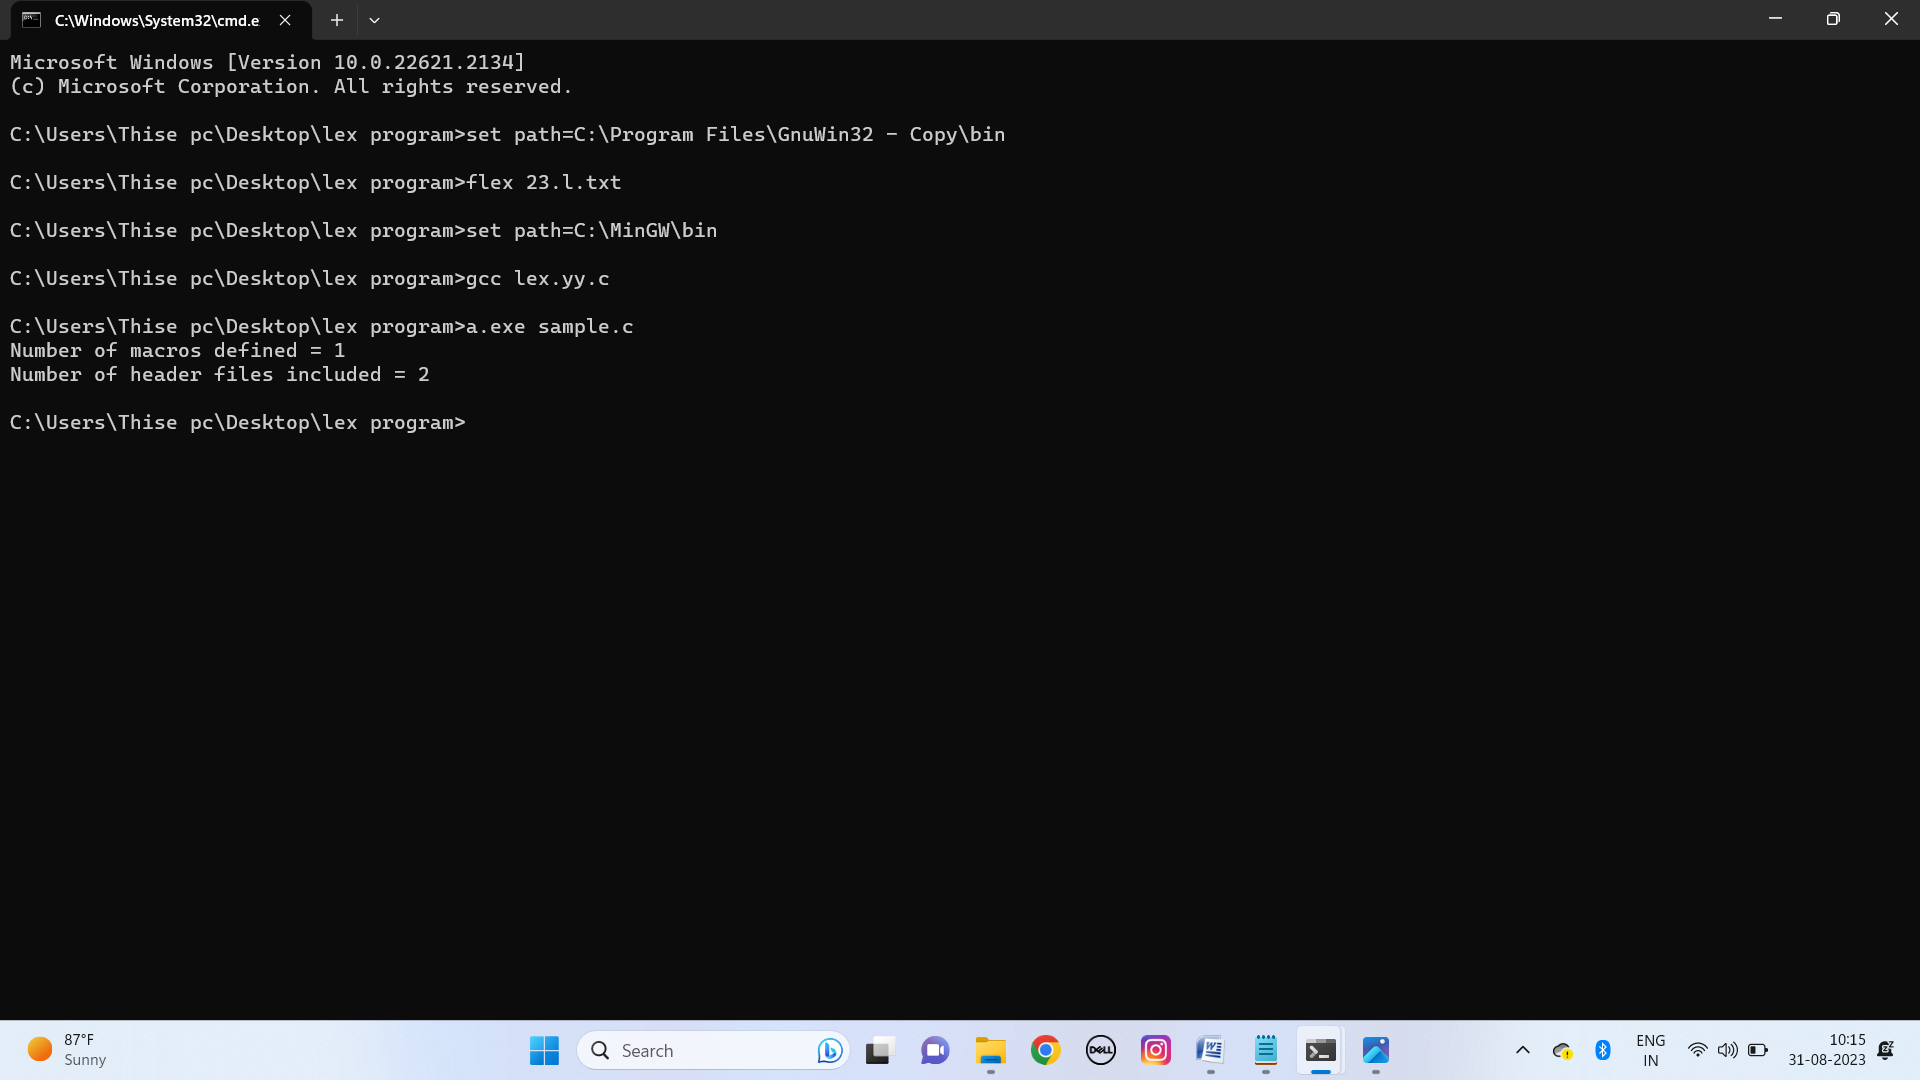 C:\Windows\System32\cmd.e
Microsoft Windows [Version 10.0.22621.2134]
(c) Microsoft Corporation. All rights reserved.
C:\Users\Thise pc\Desktop\lex program>set path=C:\Program Files\GnuWin32 - Copy\bin
C:\Users\Thise pc\Desktop\lex program>flex 23.l.txt
C:\Users\Thise pc\Desktop\lex program>set path=C:\MinGW\bin
C:\Users\Thise pc\Desktop\lex program>gcc lex.yy.c
C:\Users\Thise pc\Desktop\lex program>a.exe sample.c
Number of macros defined = 1
Number of header files included = 2
C:\Users\Thise pc\Desktop\lex program>
87°F
Sunny
Search
DELL
ENG
IN
10:15
31-08-2023